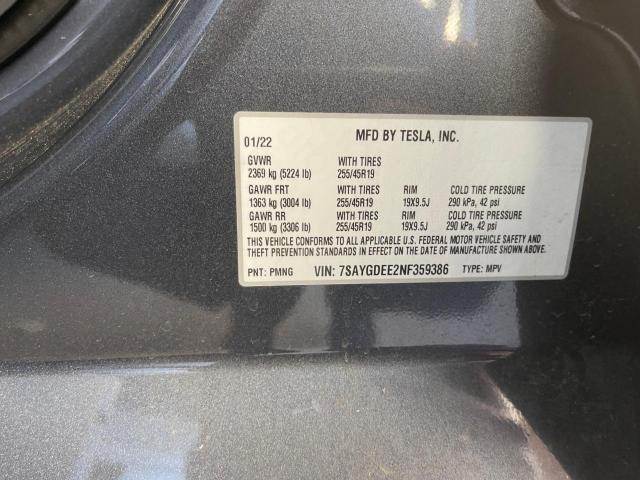 01/22 MFD BY TESLA, INC.
GVWR WITH TIRES
2369 kg (5224 lb) 255/45R19
GAWR FRT WITH TIRES RIM COLD TIRE PRESSURE
1363 kg (3004 lb) 255/45R19 19X9.5J 290 kPa, 42 psi
GAWR RR WITH TIRES RIM COLD TIRE PRESSURE
1500 kg (3306 lb) 255/45R19 19X9.5J 290 kPa, 42 psi
THIS VEHICLE CONFORMS TO ALL APPLICABLE U.S. FEDERAL MOTOR VEHICLE SAFETY AND
THEFT PREVENTION STANDARDS IN EFFECT ON THE DATE OF MANUFACTURE SHOWN ABOVE.
PNT: PMNG VIN: 7SAYGDEE2NF359386 TYPE: MPV